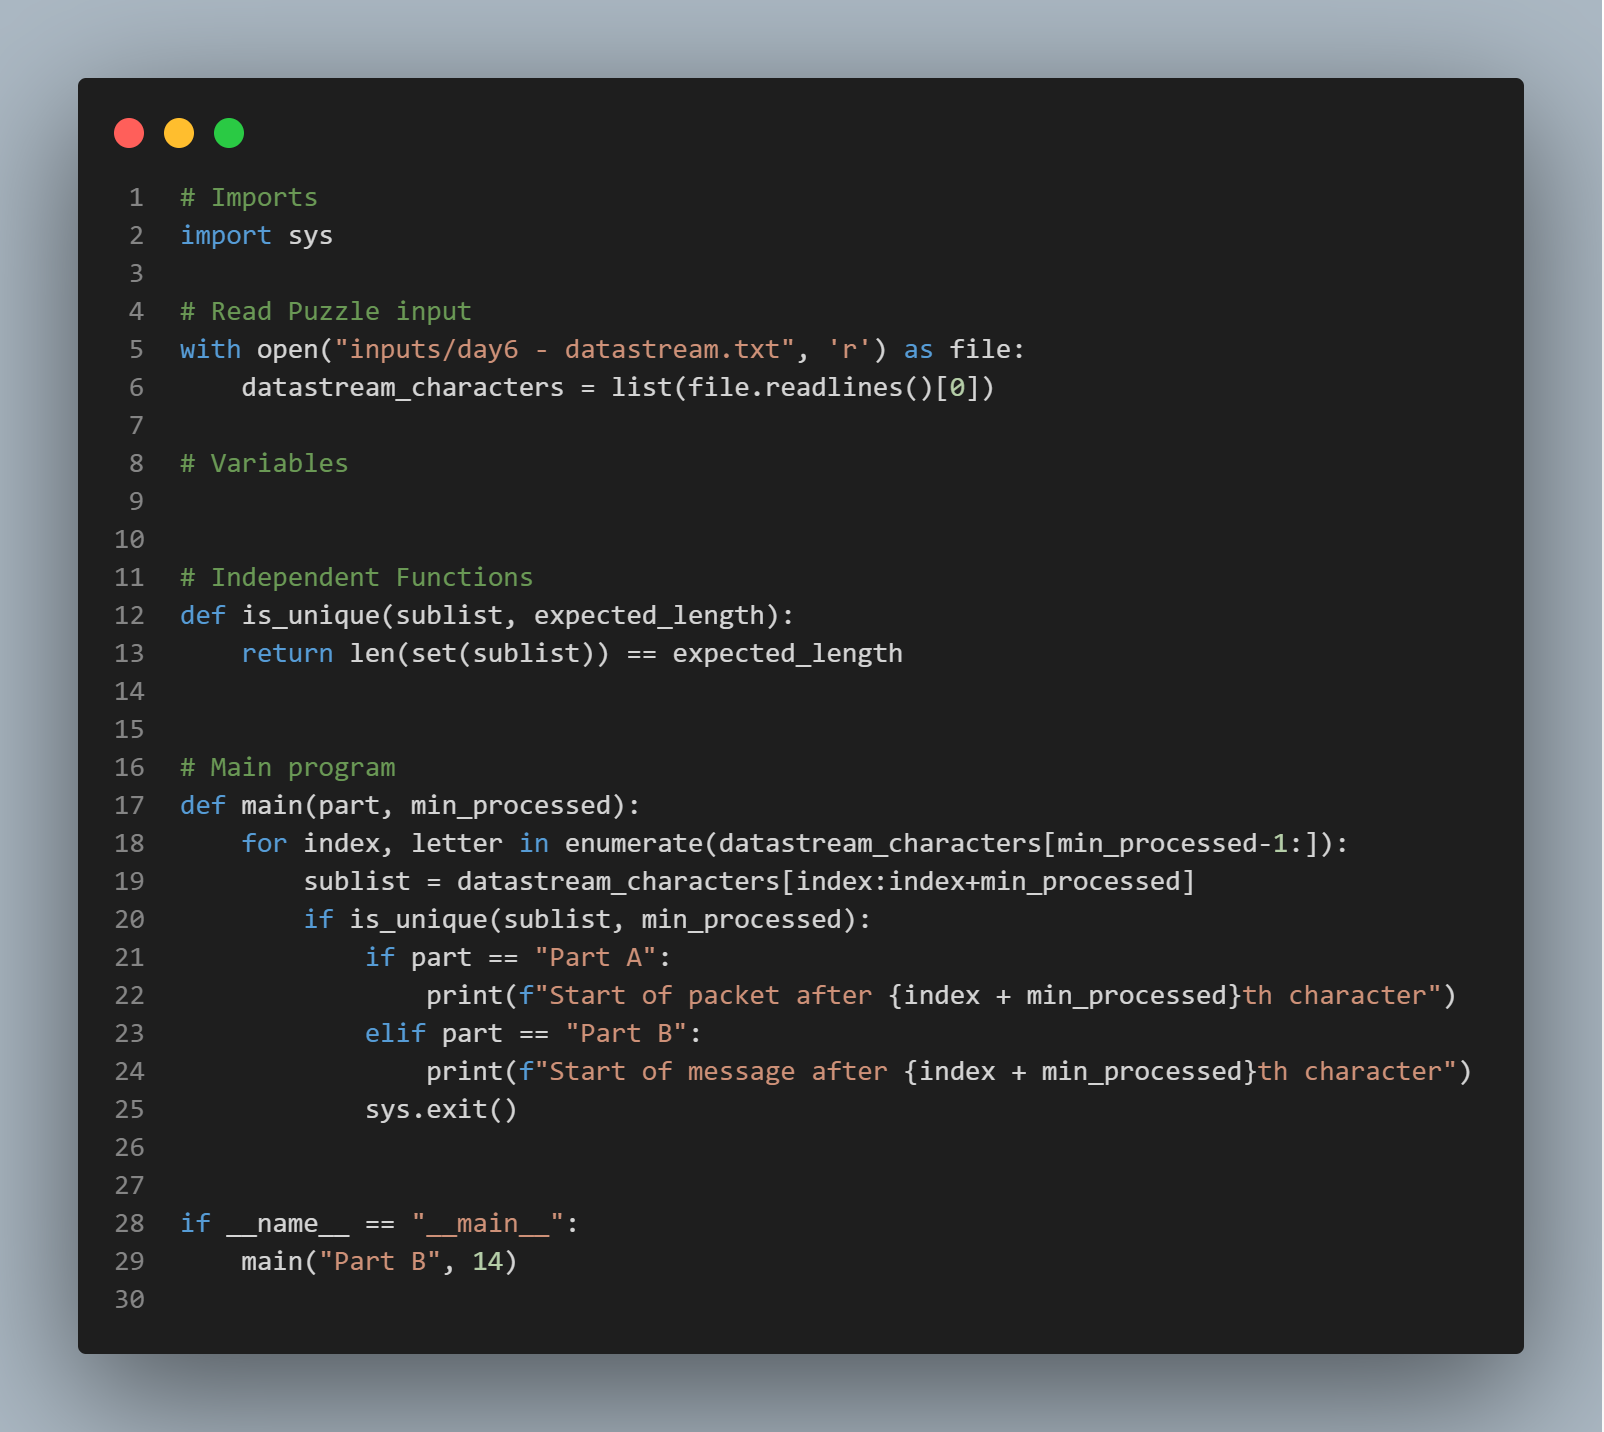 1 # Imports
2 import sys
3
4 # Read Puzzle input
5 with open("inputs/day6 - datastream.txt", 'r') as file:
6     datastream_characters = list(file.readlines()[0])
7
8 # Variables
9
10
11 # Independent Functions
12 def is_unique(sublist, expected_length):
13     return len(set(sublist)) == expected_length
14
15
16 # Main program
17 def main(part, min_processed):
18     for index, letter in enumerate(datastream_characters[min_processed-1:]):
19         sublist = datastream_characters[index:index+min_processed]
20         if is_unique(sublist, min_processed):
21             if part == "Part A":
22                 print(f"Start of packet after {index + min_processed}th character")
23             elif part == "Part B":
24                 print(f"Start of message after {index + min_processed}th character")
25             sys.exit()
26
27
28 if __name__ == "__main__":
29     main("Part B", 14)
30